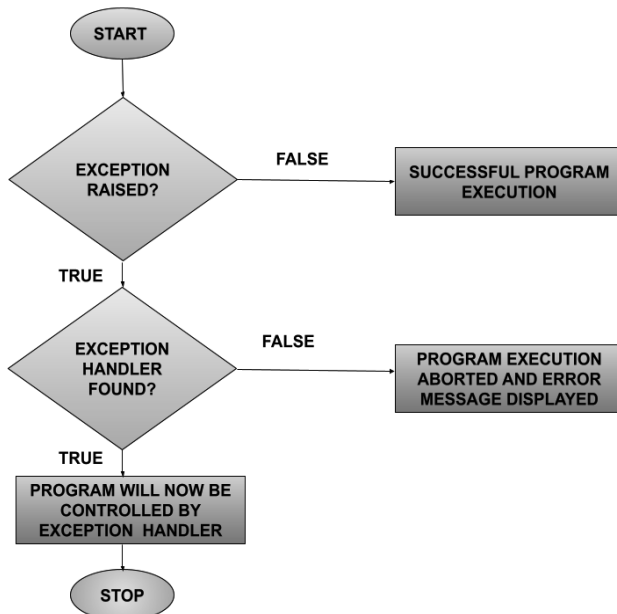 START
EXCEPTION
RAISED?
FALSE
SUCCESSFUL PROGRAM
EXECUTION
TRUE
EXCEPTION
HANDLER
FOUND?
FALSE
PROGRAM EXECUTION
ABORTED AND ERROR
MESSAGE DISPLAYED
TRUE
PROGRAM WILL NOW BE
CONTROLLED BY
EXCEPTION HANDLER
STOP